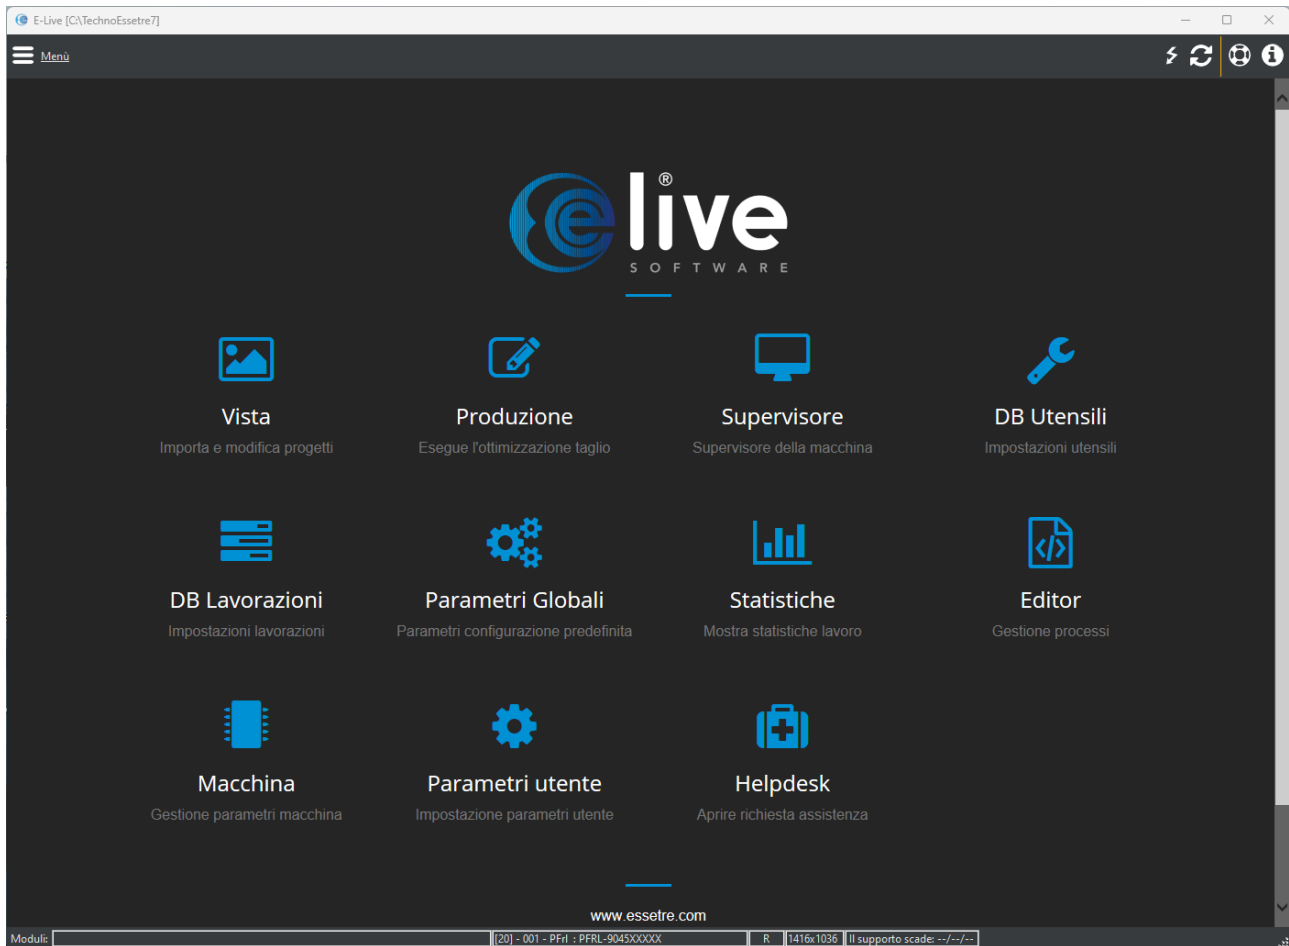 E-Live [C:\TechnoEssetre7]
Menù
e live®
SOFTWARE
Vista
Importa e modifica progetti
Produzione
Esegue l'ottimizzazione taglio
Supervisore
Supervisore della macchina
DB Utensili
Impostazioni utensili
DB Lavorazioni
Impostazioni lavorazioni
Parametri Globali
Parametri configurazione predefinita
Statistiche
Mostra statistiche lavoro
Editor
Gestione processi
Macchina
Gestione parametri macchina
Parametri utente
Impostazione parametri utente
Helpdesk
Aprire richiesta assistenza
www.essetre.com
Moduli: [20] - 001 - PFrl : PFRL-9045XXXXX R 1416x1036 Il supporto scade: --/--/--